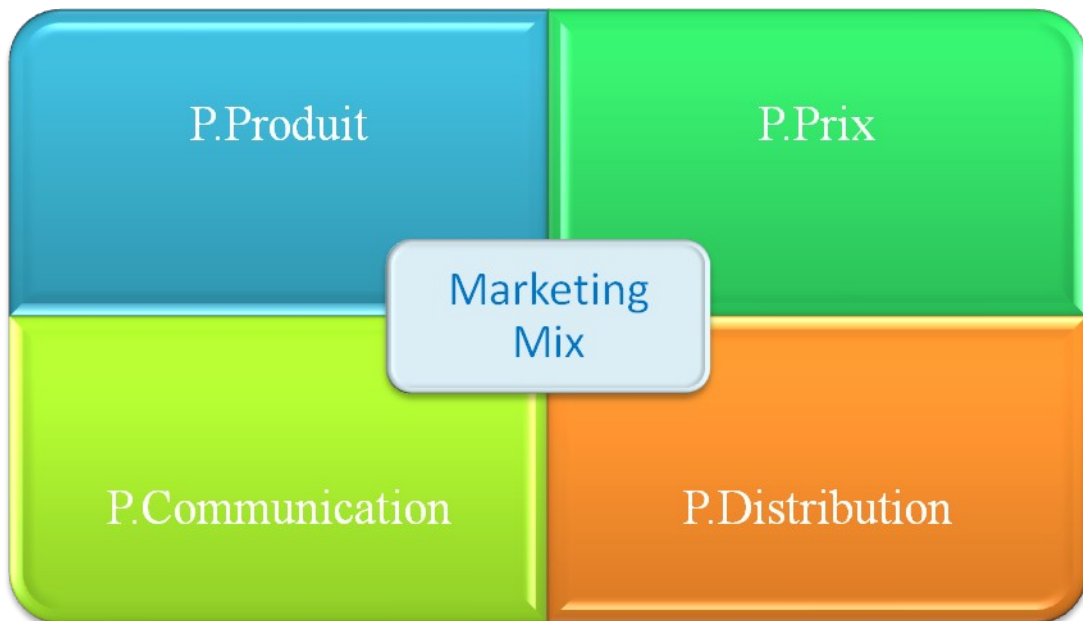 P.Produit
P.Prix
Marketing
Mix
P.Communication
P.Distribution